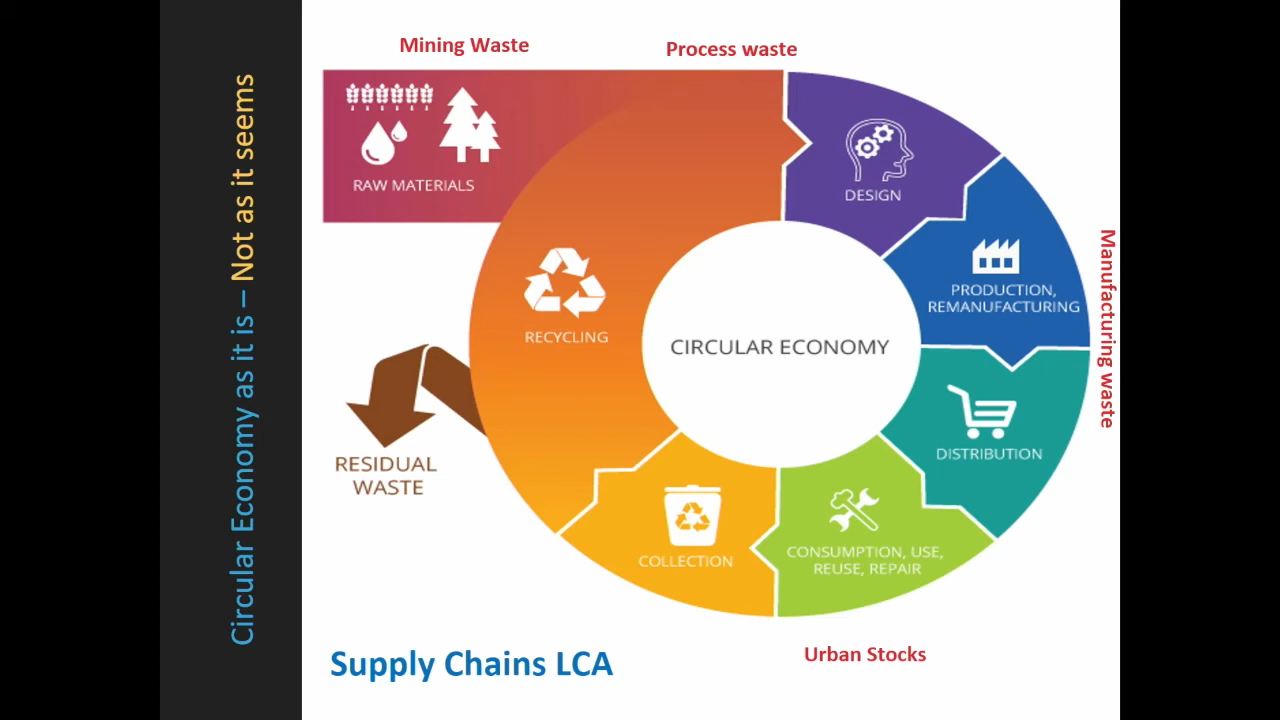 Circular Economy as it is – Not as it seems
Mining Waste
Process waste
RAW MATERIALS
DESIGN
PRODUCTION,
REMANUFACTURING
Manufacturing waste
RECYCLING
CIRCULAR ECONOMY
DISTRIBUTION
RESIDUAL
WASTE
COLLECTION
CONSUMPTION, USE,
REUSE, REPAIR
Supply Chains LCA
Urban Stocks